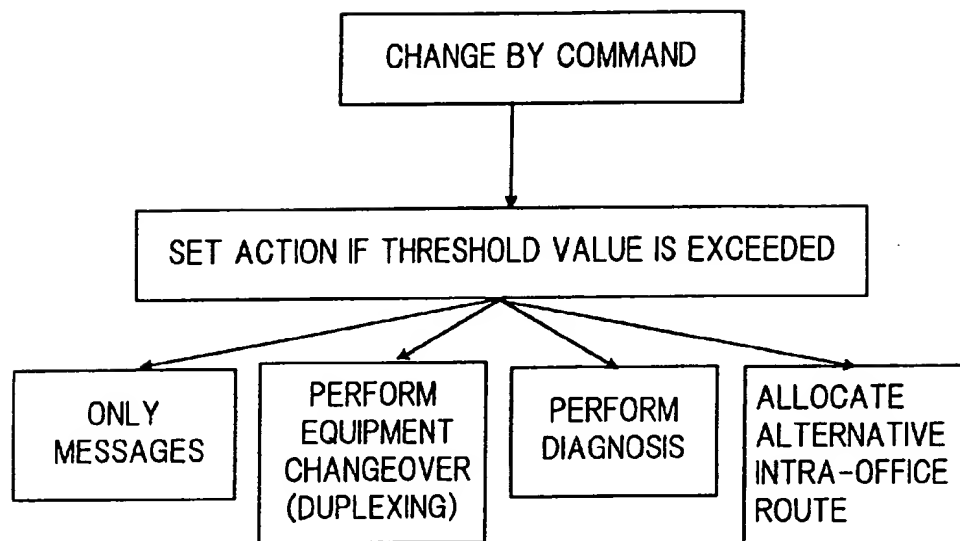 CHANGE BY COMMAND
SET ACTION IF THRESHOLD VALUE IS EXCEEDED
ONLY
MESSAGES
PERFORM
EQUIPMENT
CHANGEOVER
(DUPLEXING)
PERFORM
DIAGNOSIS
ALLOCATE
ALTERNATIVE
INTRA-OFFICE
ROUTE